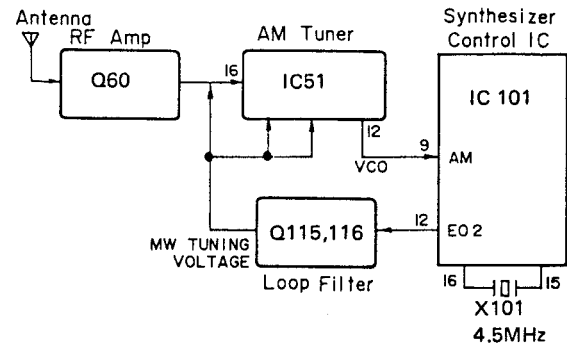 Antenna
RF Amp
Q60
AM Tuner
16
IC51
12
VCO
Synthesizer
Control IC
IC 101
9
AM
12
EO2
Q115,116
MW TUNING
VOLTAGE
Loop Filter
16
15
X101
4.5MHz